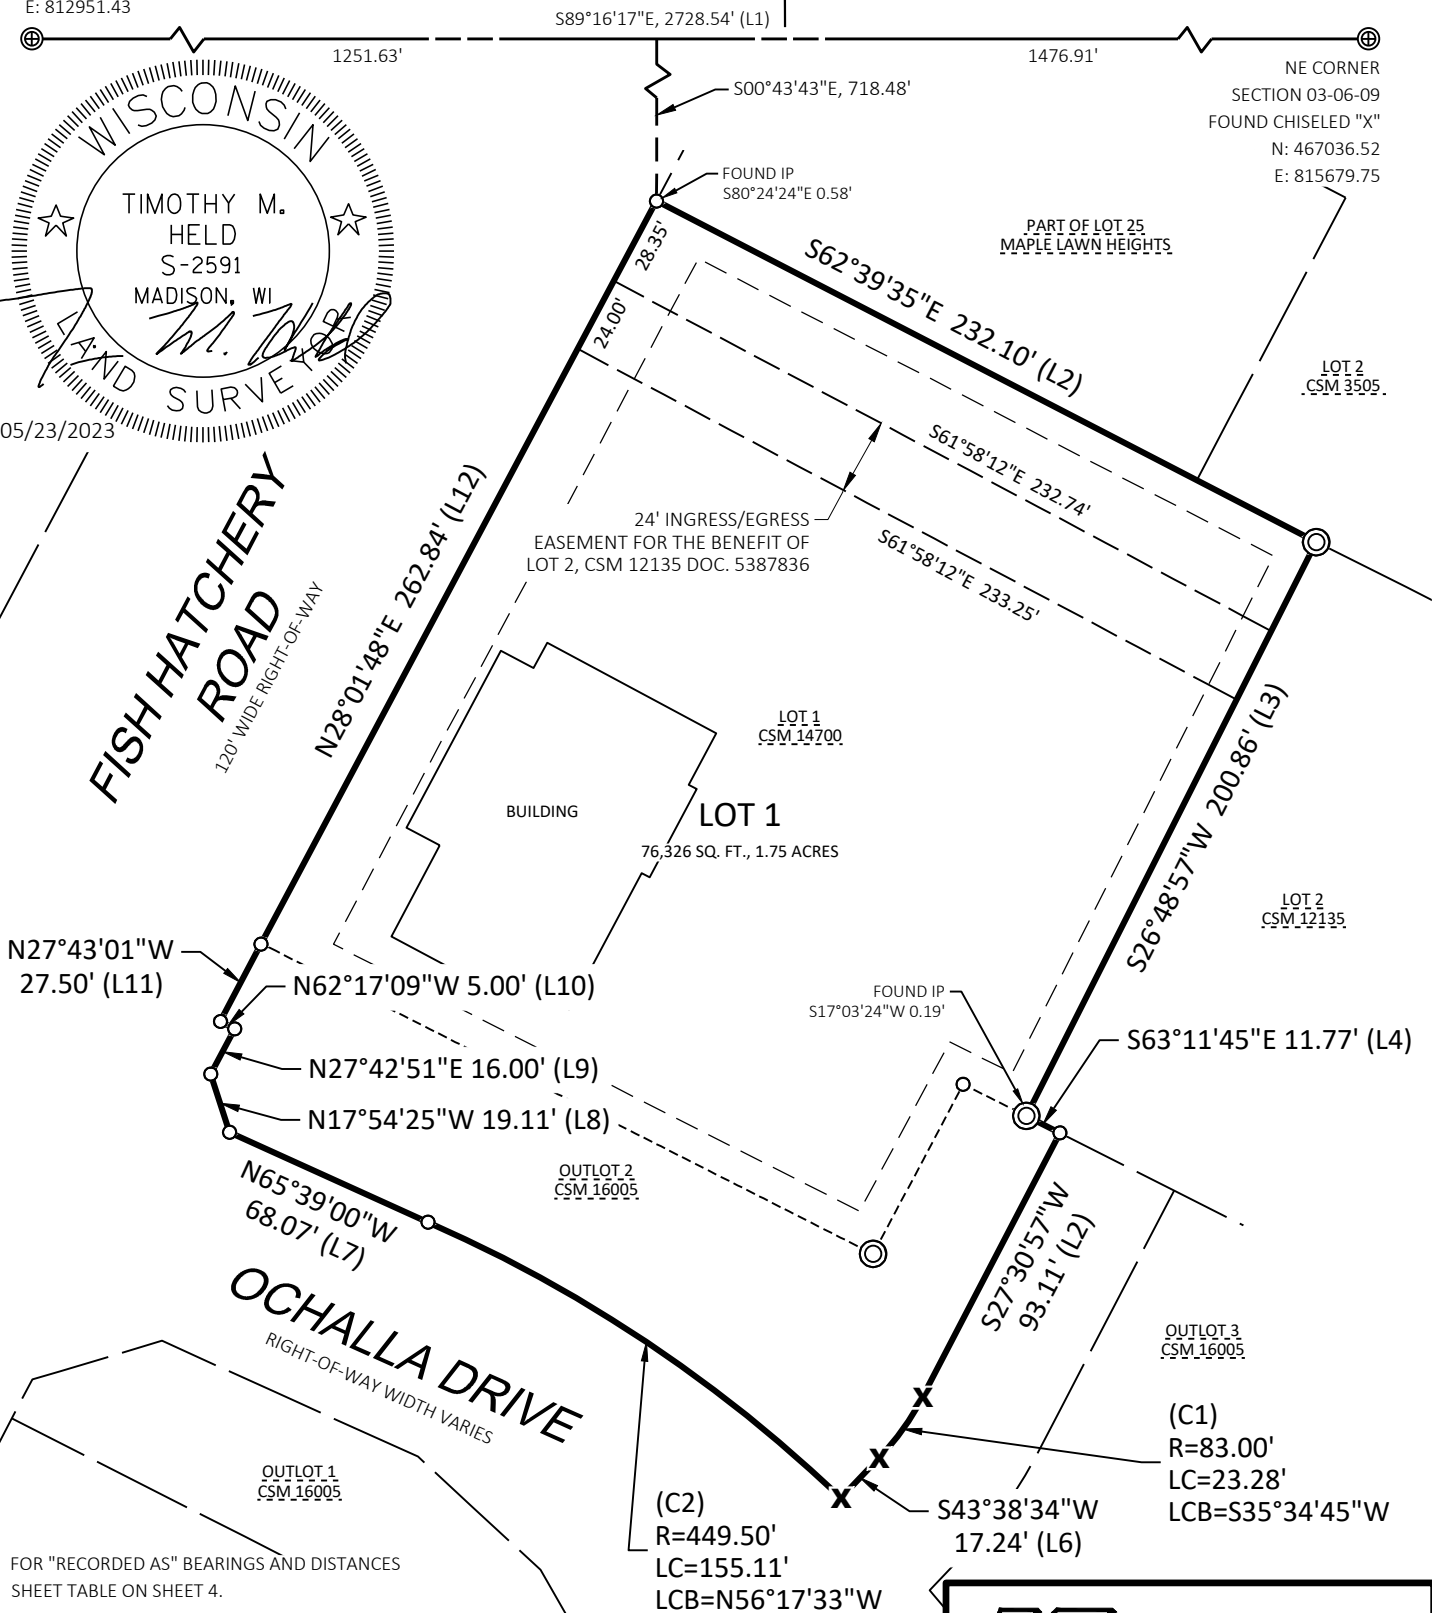 E: 812951.43
S89°16'17"E, 2728.54' (L1)
1251.63'
1476.91'
S00°43'43"E, 718.48'
NE CORNER
SECTION 03-06-09
FOUND CHISELED "X"
N: 467036.52
E: 815679.75
WISCONSIN
TIMOTHY M.
HELD
S-2591
MADISON, WI
LAND SURVEYOR
05/23/2023
FOUND IP
S80°24'24"E 0.58'
PART OF LOT 25
MAPLE LAWN HEIGHTS
28.35'
24.00'
S62°39'35"E 232.10' (L2)
LOT 2
CSM 3505
S61°58'12"E 232.74'
S61°58'12"E 233.25'
24' INGRESS/EGRESS
EASEMENT FOR THE BENEFIT OF
LOT 2, CSM 12135 DOC. 5387836
FISH HATCHERY
ROAD
120' WIDE RIGHT-OF-WAY
N28°01'48"E 262.84' (L12)
LOT 1
CSM 14700
BUILDING
LOT 1
76,326 SQ. FT., 1.75 ACRES
S26°48'57"W 200.86' (L3)
LOT 2
CSM 12135
N27°43'01"W
27.50' (L11)
N62°17'09"W 5.00' (L10)
FOUND IP
S17°03'24"W 0.19'
S63°11'45"E 11.77' (L4)
N27°42'51"E 16.00' (L9)
N17°54'25"W 19.11' (L8)
N65°39'00"W
68.07' (L7)
OUTLOT 2
CSM 16005
S27°30'57"W
93.11' (L2)
OCHALLA DRIVE
RIGHT-OF-WAY WIDTH VARIES
OUTLOT 3
CSM 16005
X
X
X
(C1)
R=83.00'
LC=23.28'
LCB=S35°34'45"W
OUTLOT 1
CSM 16005
(C2)
R=449.50'
LC=155.11'
LCB=N56°17'33"W
S43°38'34"W
17.24' (L6)
FOR "RECORDED AS" BEARINGS AND DISTANCES
SHEET TABLE ON SHEET 4.